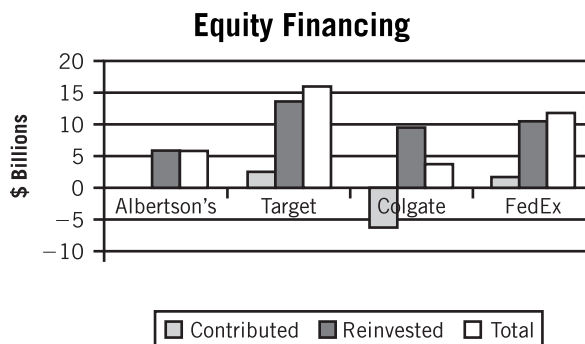 Equity Financing
$ Billions
20
15
10
5
0
−5
−10
Albertson's Target Colgate FedEx
Contributed Reinvested Total